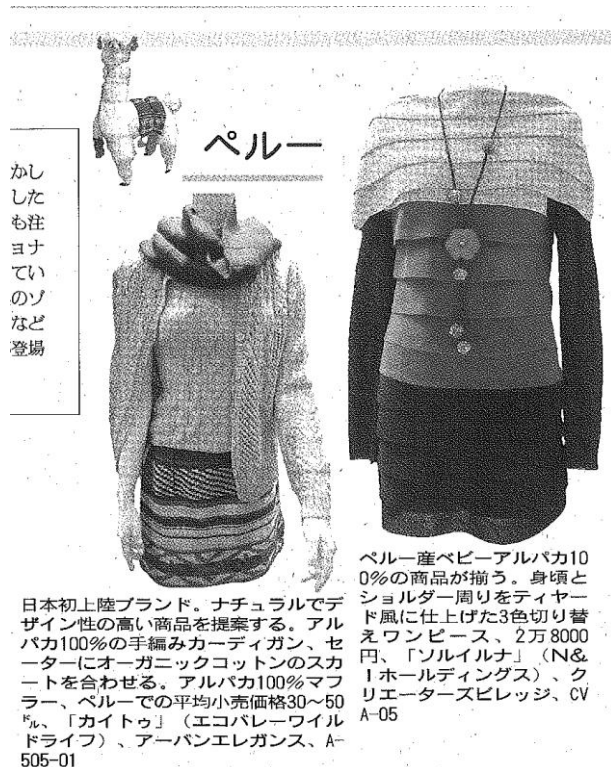 ペルー
かし
した
も注
ョナ
てい
のゾ
など
登場
日本初上陸ブランド。ナチュラルでデ
ザイン性の高い商品を提案する。アル
パカ100%の手編みカーディガン、セ
ーターにオーガニックコットンのスカ
ートを合わせる。アルパカ100%マフ
ラー、ペルーでの平均小売価格30〜50
㌦、「カイトゥ」(エコバレーワイル
ドライフ)、アーバンエレガンス、A-
505-01
ペルー産ベビーアルパカ10
0%の商品が揃う。身頃と
ショルダー周りをティヤー
ド風に仕上げた3色切り替
えワンピース、2万8000
円、「ソルイルナ」(N&
Iホールディングス)、ク
リエーターズビレッジ、CV
A-05